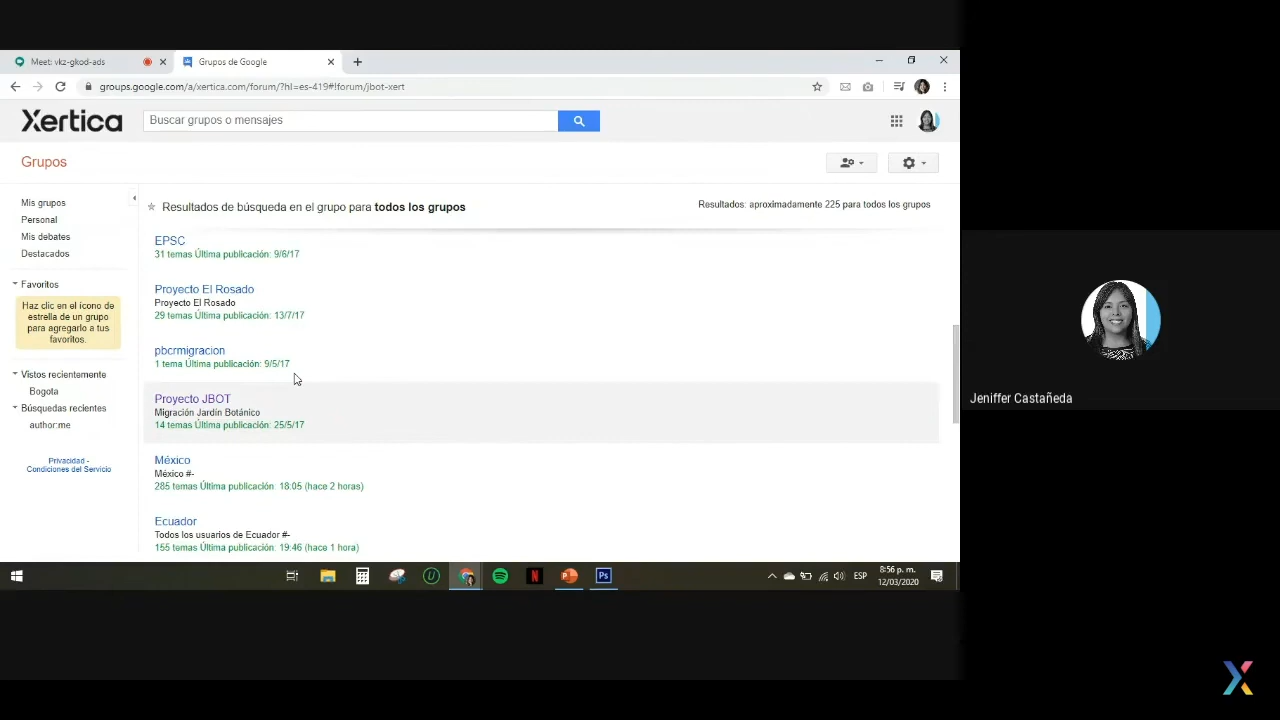 Meet: vkz-gkod-ads
Grupos de Google
groups.google.com/a/xertica.com/forum/?hl=es-419#!forum/jbot-xert
Xertica
Buscar grupos o mensajes
Grupos
Mis grupos
Personal
Mis debates
Destacados
Favoritos
Haz clic en el ícono de
estrella de un grupo
para agregarlo a tus
favoritos.
Vistos recientemente
Bogota
Búsquedas recientes
author:me
Privacidad -
Condiciones del Servicio
Resultados de búsqueda en el grupo para todos los grupos
Resultados: aproximadamente 225 para todos los grupos
EPSC
31 temas Última publicación: 9/6/17
Proyecto El Rosado
Proyecto El Rosado
29 temas Última publicación: 13/7/17
pbcrmigracion
1 tema Última publicación: 9/5/17
Proyecto JBOT
Migración Jardín Botánico
14 temas Última publicación: 25/5/17
México
México #-
285 temas Última publicación: 18:05 (hace 2 horas)
Ecuador
Todos los usuarios de Ecuador #-
155 temas Última publicación: 19:46 (hace 1 hora)
ESP
8:56 p. m.
12/03/2020
Jeniffer Castañeda